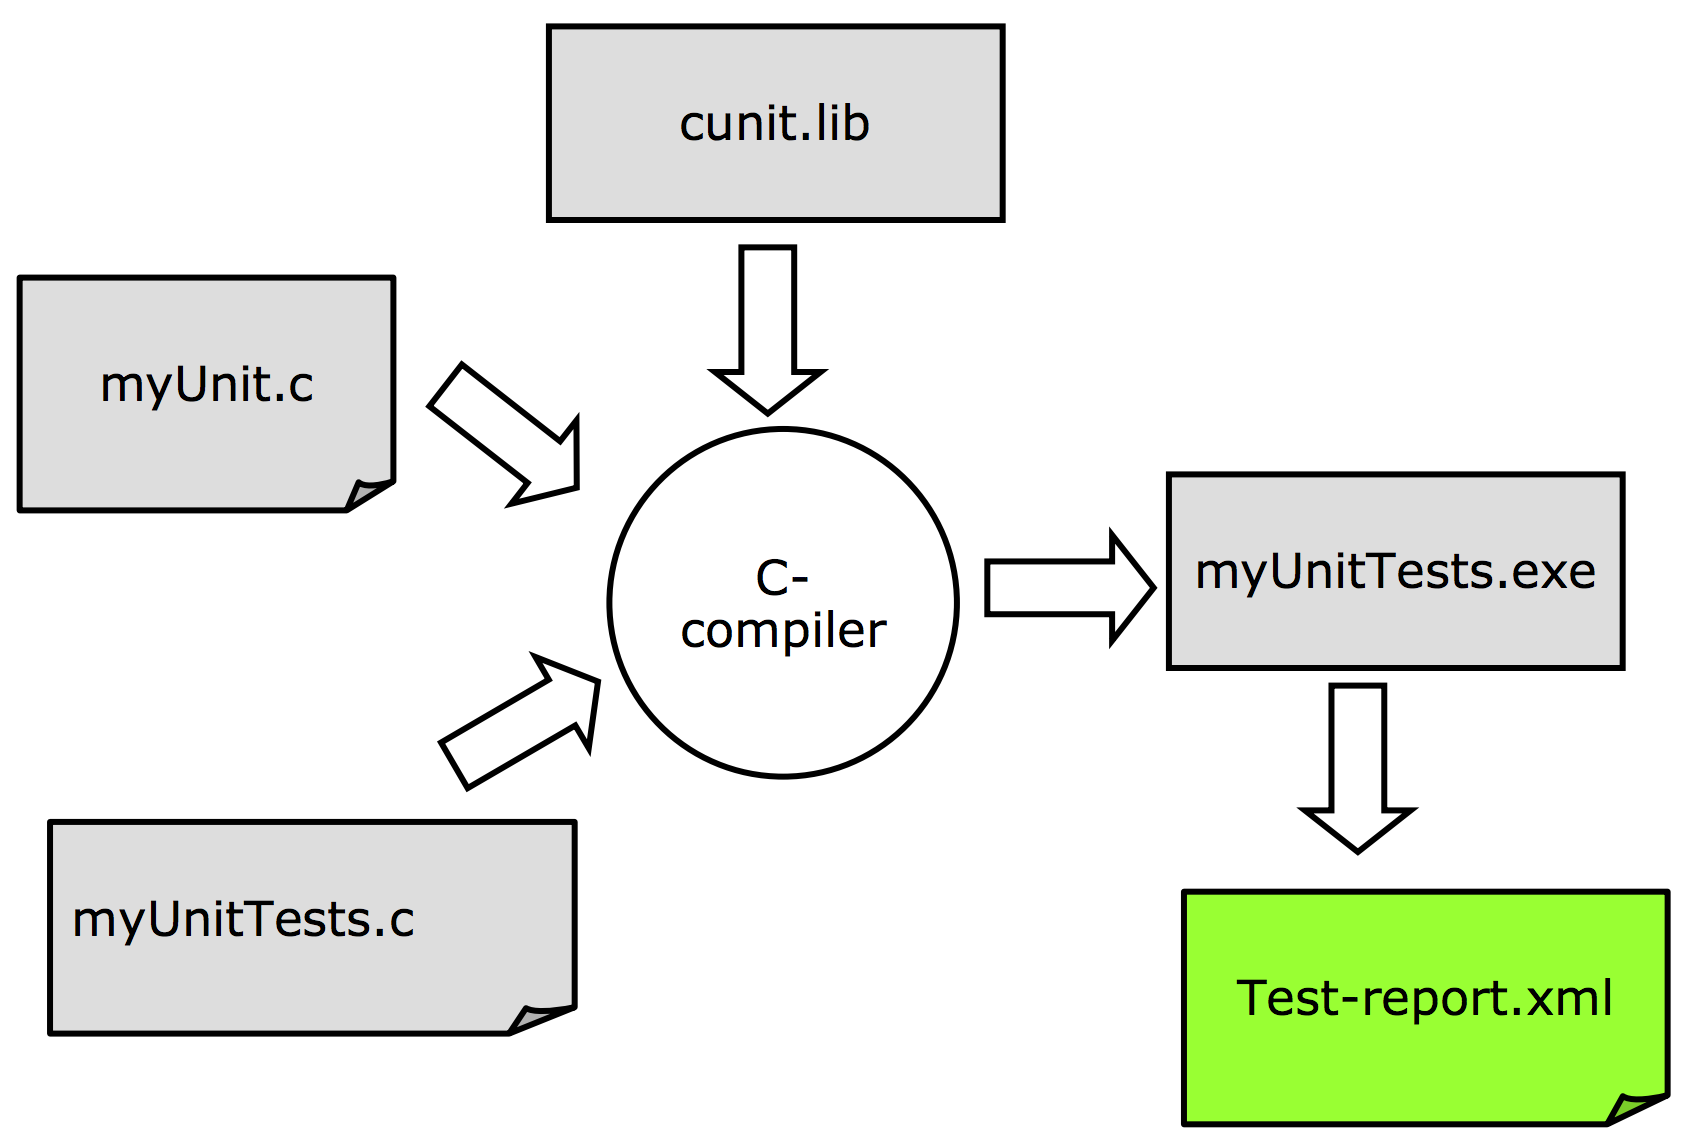 cunit.lib
myUnit.c
C-
compiler
myUnitTests.exe
myUnitTests.c
Test-report.xml